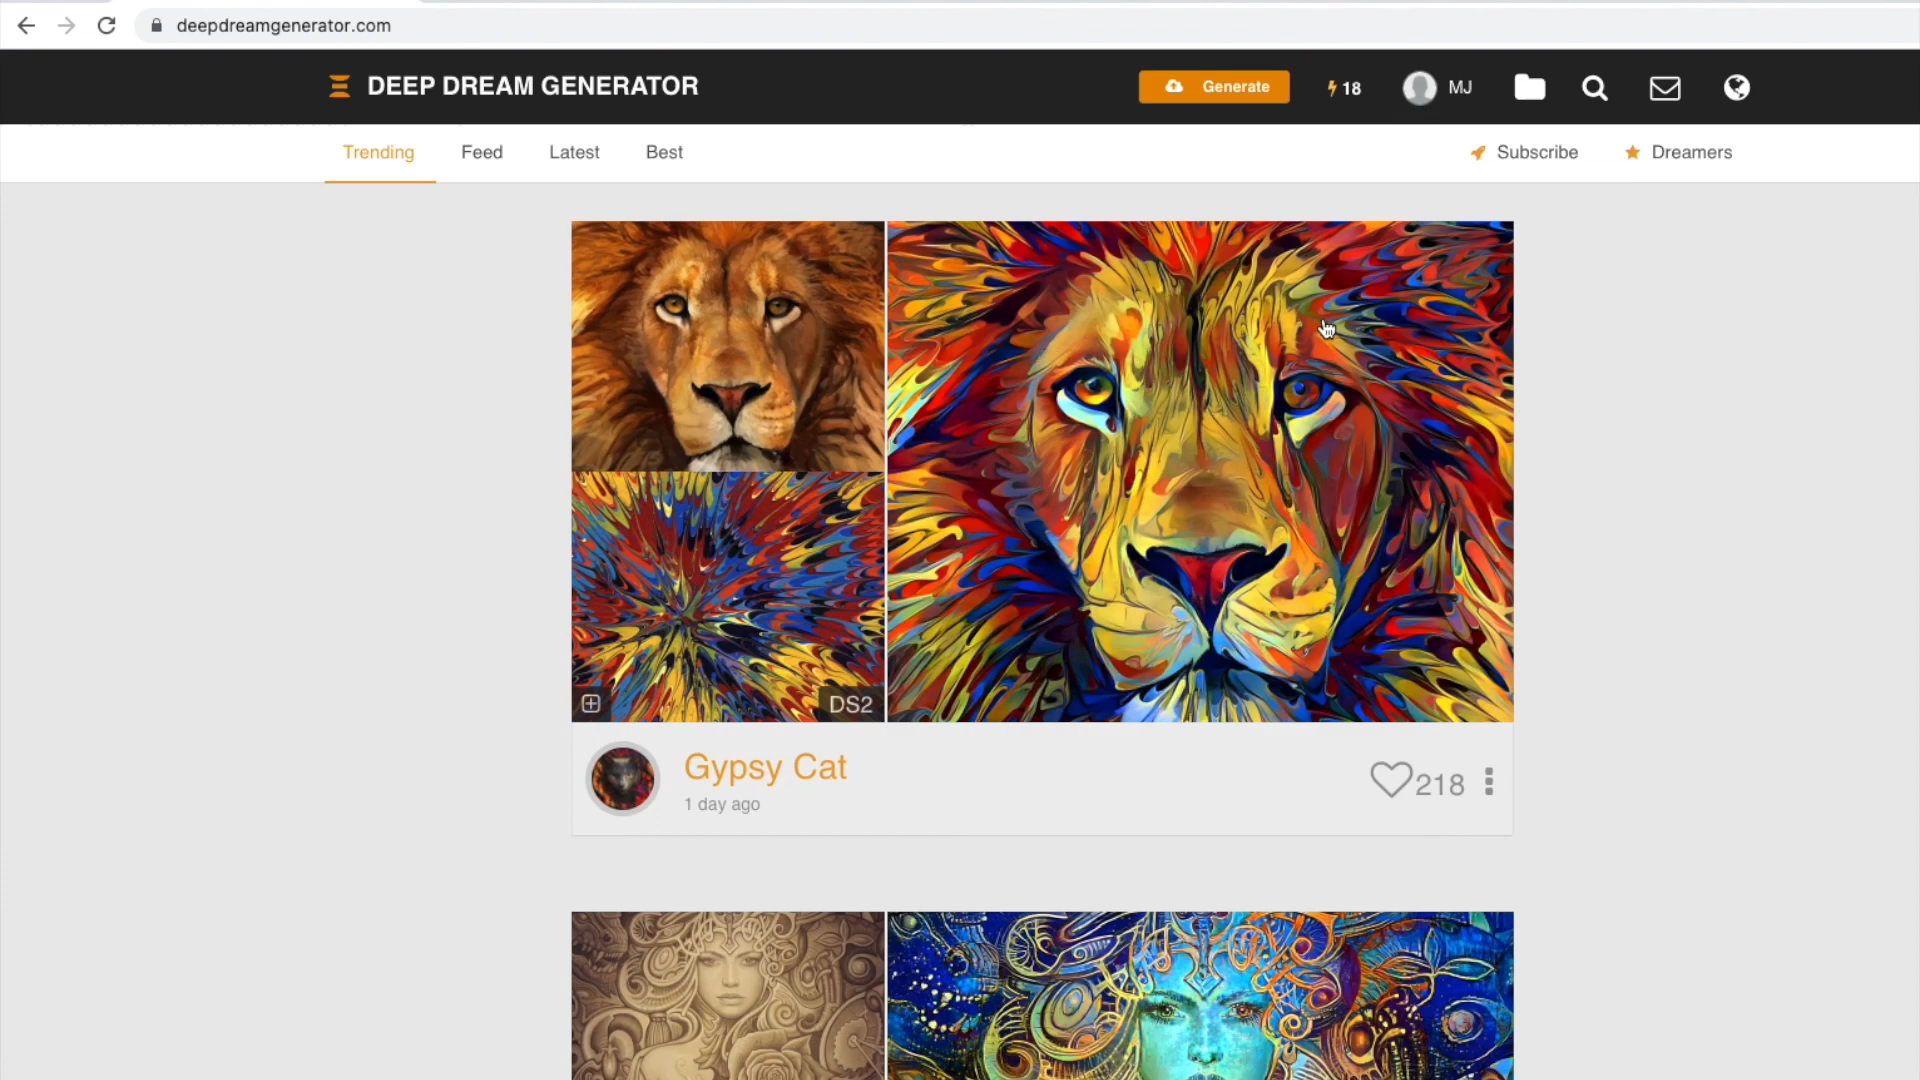 deepdreamgenerator.com
DEEP DREAM GENERATOR
Generate
18
MJ
Trending
Feed
Latest
Best
Subscribe
Dreamers
DS2
Gypsy Cat
218
1 day ago